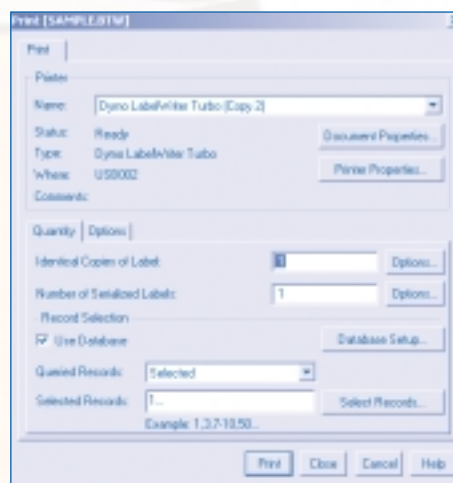 Print [SAMPLE.BTW]
Print
Printer
Name: Dymo LabelWriter Turbo (Copy 2)
Status: Ready
Document Properties...
Type: Dymo LabelWriter Turbo
Where: USB002
Printer Properties...
Comments:
Quantity Options
Identical Copies of Label: 1 Options...
Number of Serialized Labels: 1 Options...
Record Selection
Use Database Database Setup...
Queried Records: Selected
Selected Records: 1... Select Records...
Example: 1,3,7-10,50...
Print Close Cancel Help